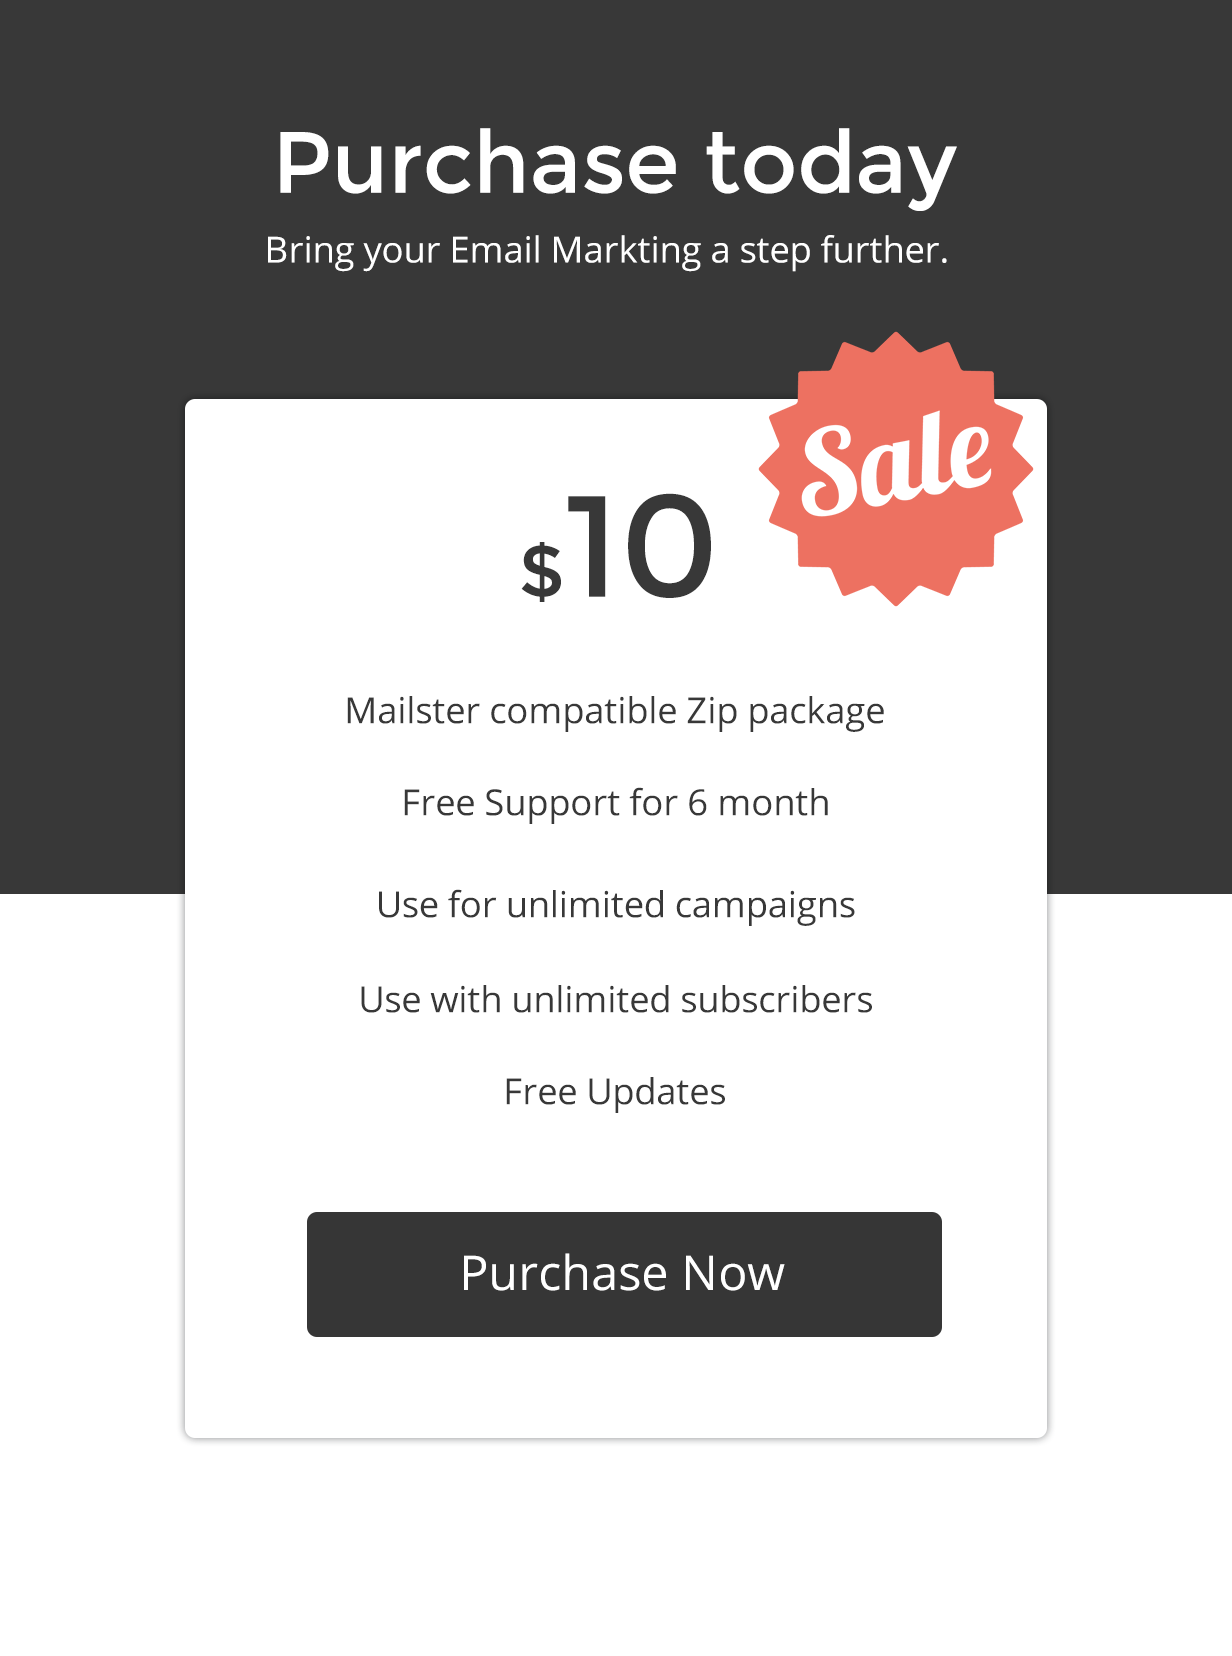 Purchase today
Bring your Email Markting a step further.
Sale
$10
Mailster compatible Zip package
Free Support for 6 month
Use for unlimited campaigns
Use with unlimited subscribers
Free Updates
Purchase Now